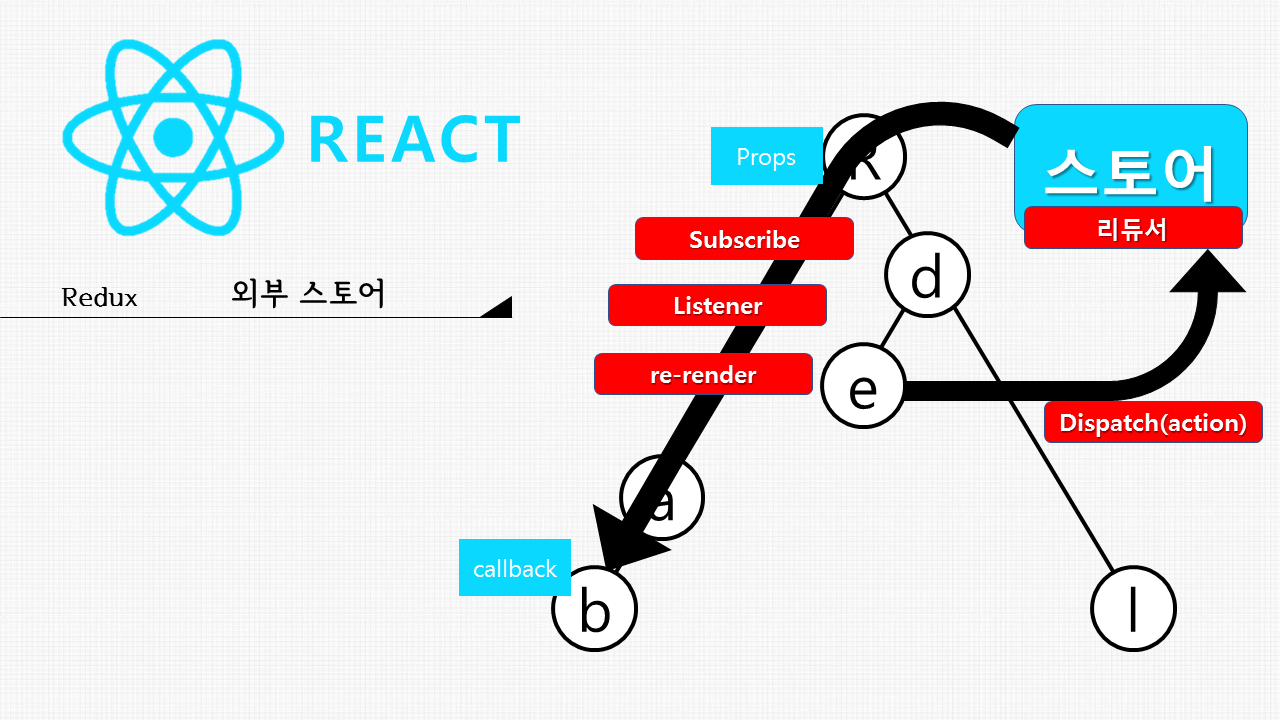 REACT
Redux 외부 스토어
Props
R
스토어
리듀서
Subscribe
d
Listener
re-render
e
Dispatch(action)
a
callback
b
l